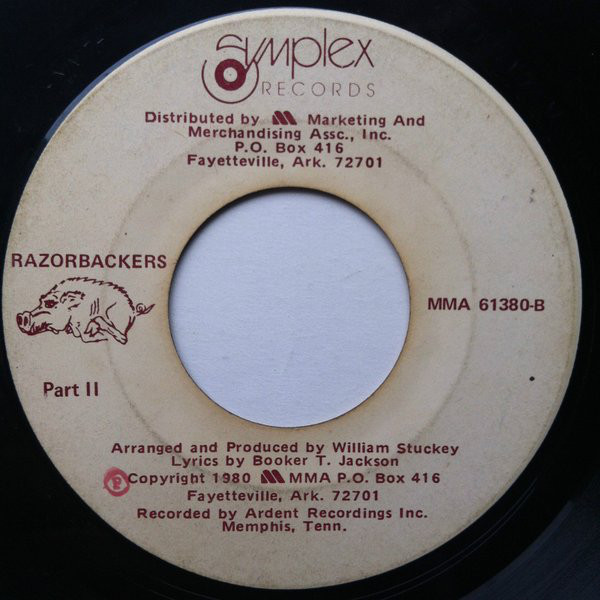 Symplex
RECORDS
Distributed by MA Marketing And
Merchandising Assc., Inc.
P.O. Box 416
Fayetteville, Ark. 72701
RAZORBACKERS
MMA 61380-B
Part II
Arranged and Produced by William Stuckey
Lyrics by Booker T. Jackson
℗ Copyright 1980 MA MMA P.O. Box 416
Fayetteville, Ark. 72701
Recorded by Ardent Recordings Inc.
Memphis, Tenn.